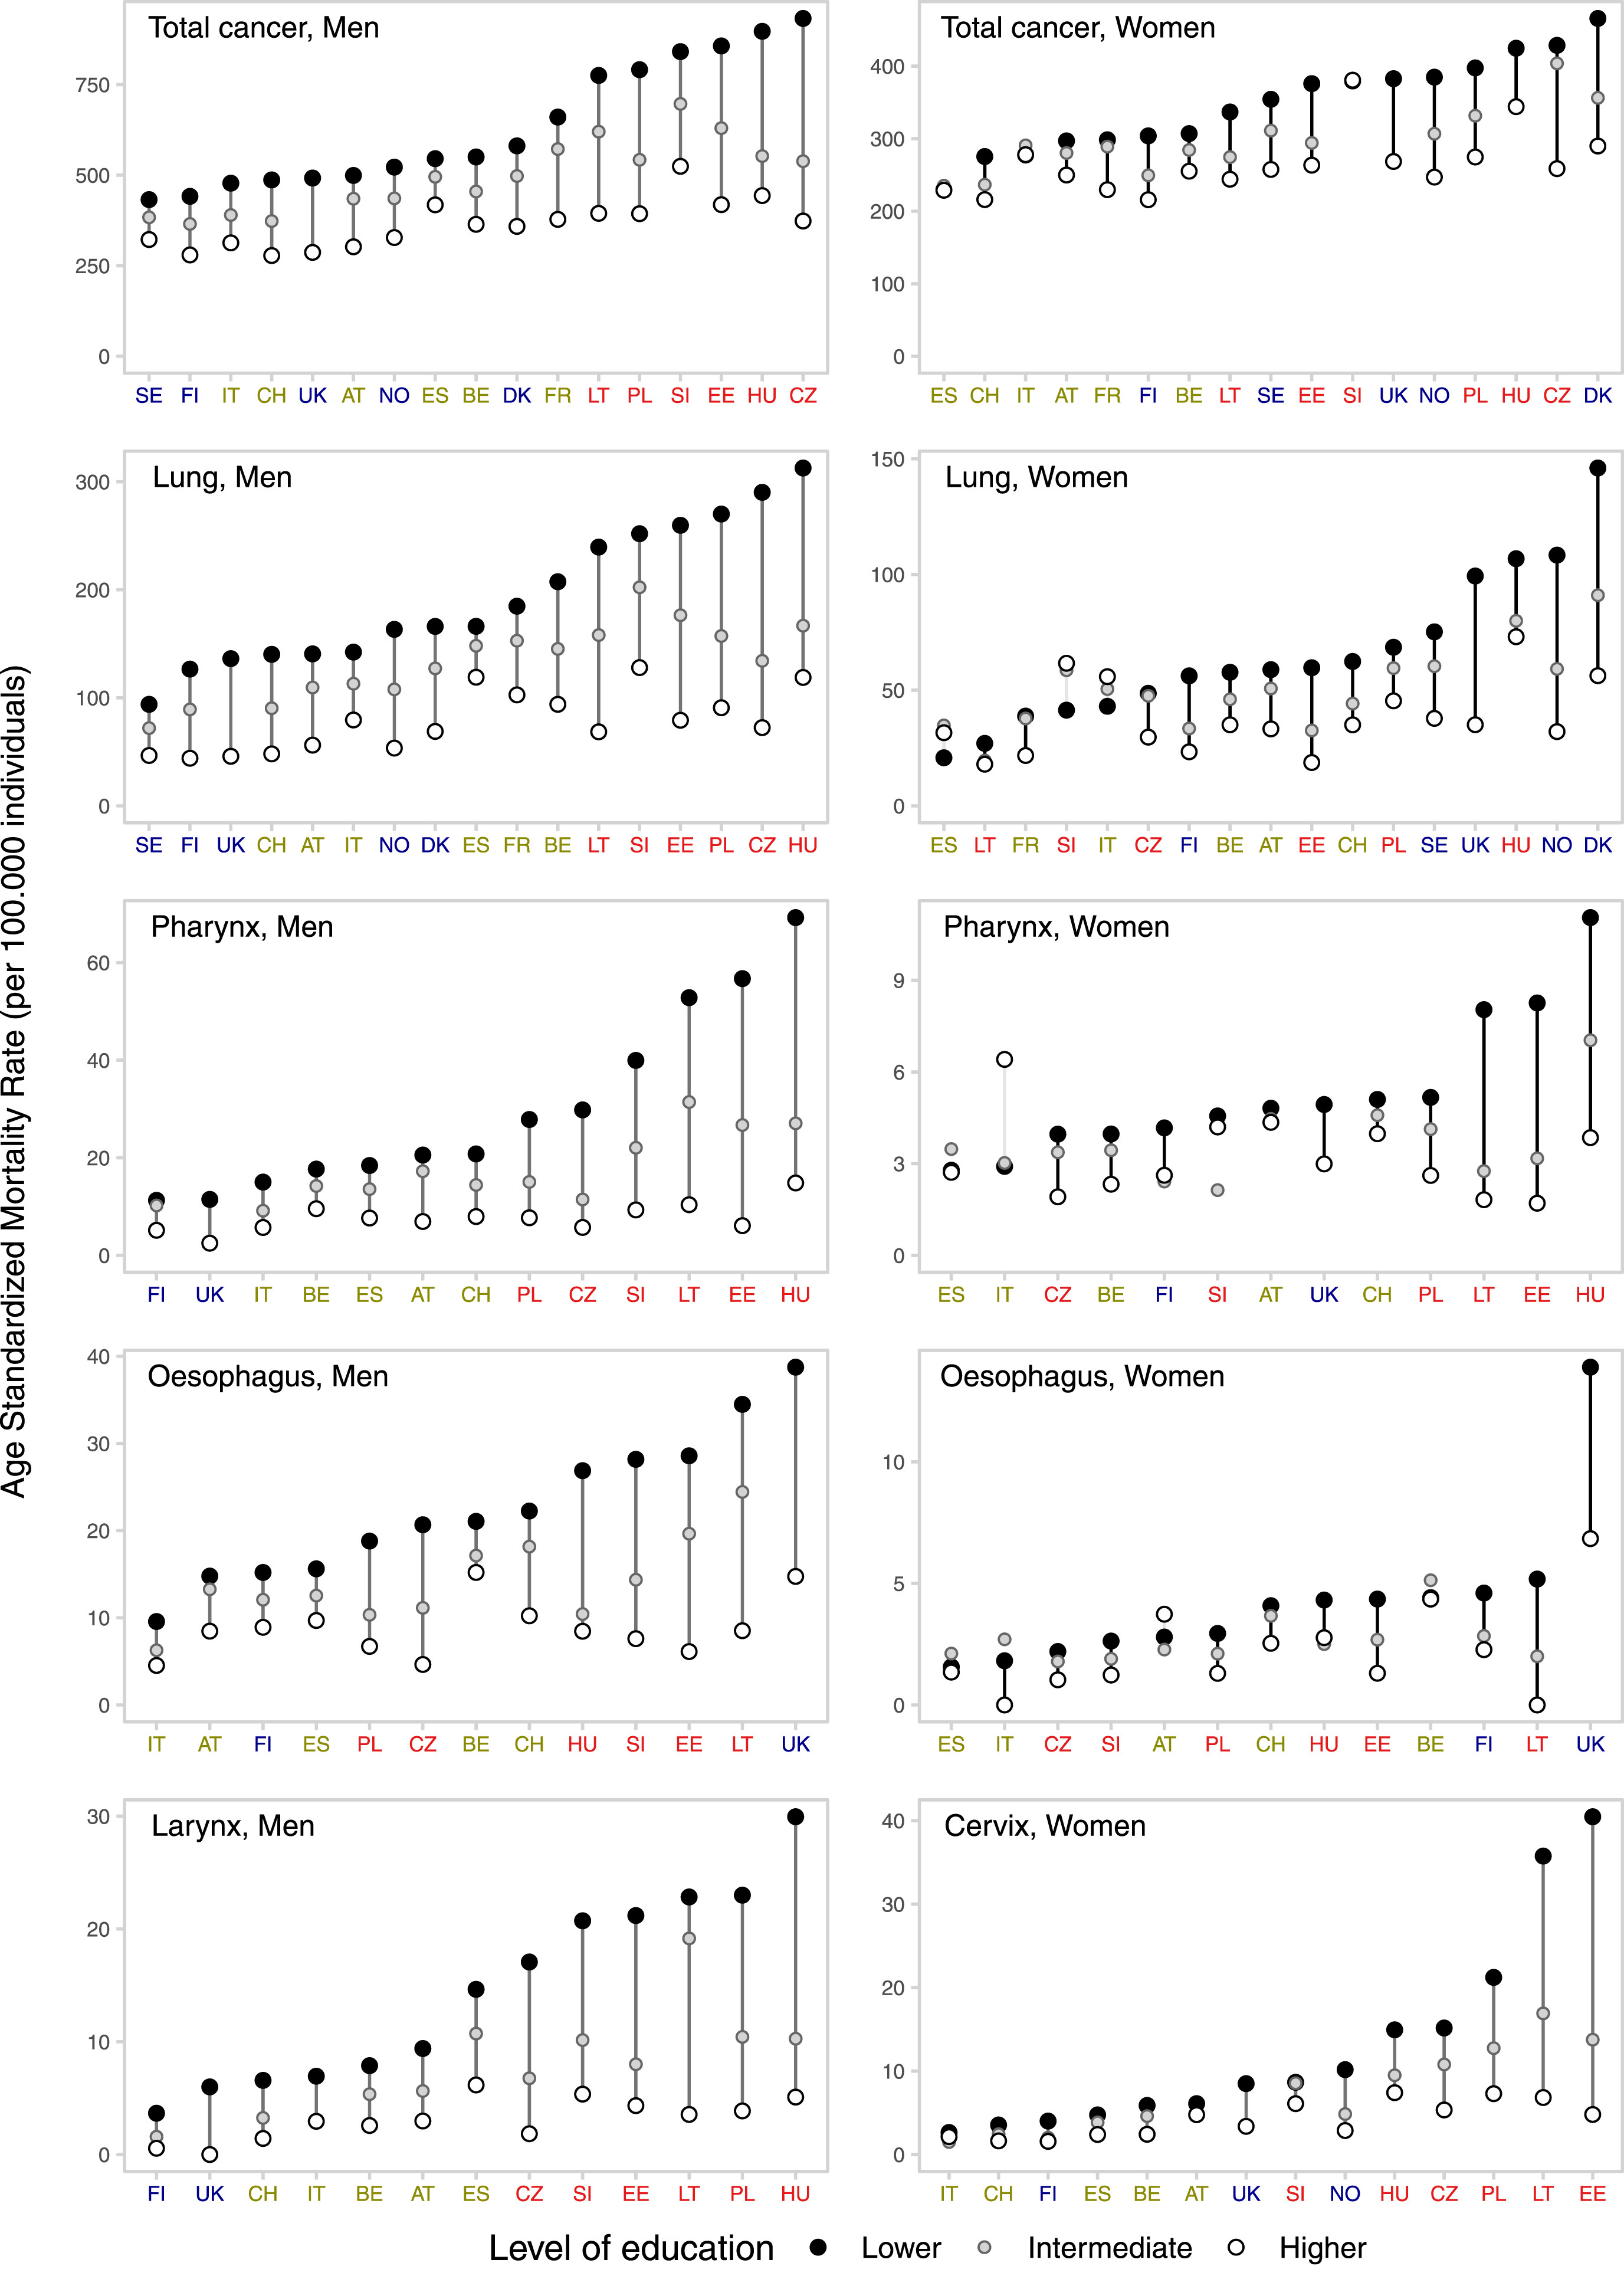 Age Standardized Mortality Rate (per 100.000 individuals)
Total cancer, Men
750
500
250
0
SE FI IT CH UK AT NO ES BE DK FR LT PL SI EE HU CZ
Total cancer, Women
400
300
200
100
0
ES CH IT AT FR FI BE LT SE EE SI UK NO PL HU CZ DK
Lung, Men
300
200
100
0
SE FI UK CH AT IT NO DK ES FR BE LT SI EE PL CZ HU
Lung, Women
150
100
50
0
ES LT FR SI IT CZ FI BE AT EE CH PL SE UK HU NO DK
Pharynx, Men
60
40
20
0
FI UK IT BE ES AT CH PL CZ SI LT EE HU
Pharynx, Women
9
6
3
0
ES IT CZ BE FI SI AT UK CH PL LT EE HU
Oesophagus, Men
40
30
20
10
0
IT AT FI ES PL CZ BE CH HU SI EE LT UK
Oesophagus, Women
10
5
0
ES IT CZ SI AT PL CH HU EE BE FI LT UK
Larynx, Men
30
20
10
0
FI UK CH IT BE AT ES CZ SI EE LT PL HU
Cervix, Women
40
30
20
10
0
IT CH FI ES BE AT UK SI NO HU CZ PL LT EE
Level of education Lower Intermediate Higher